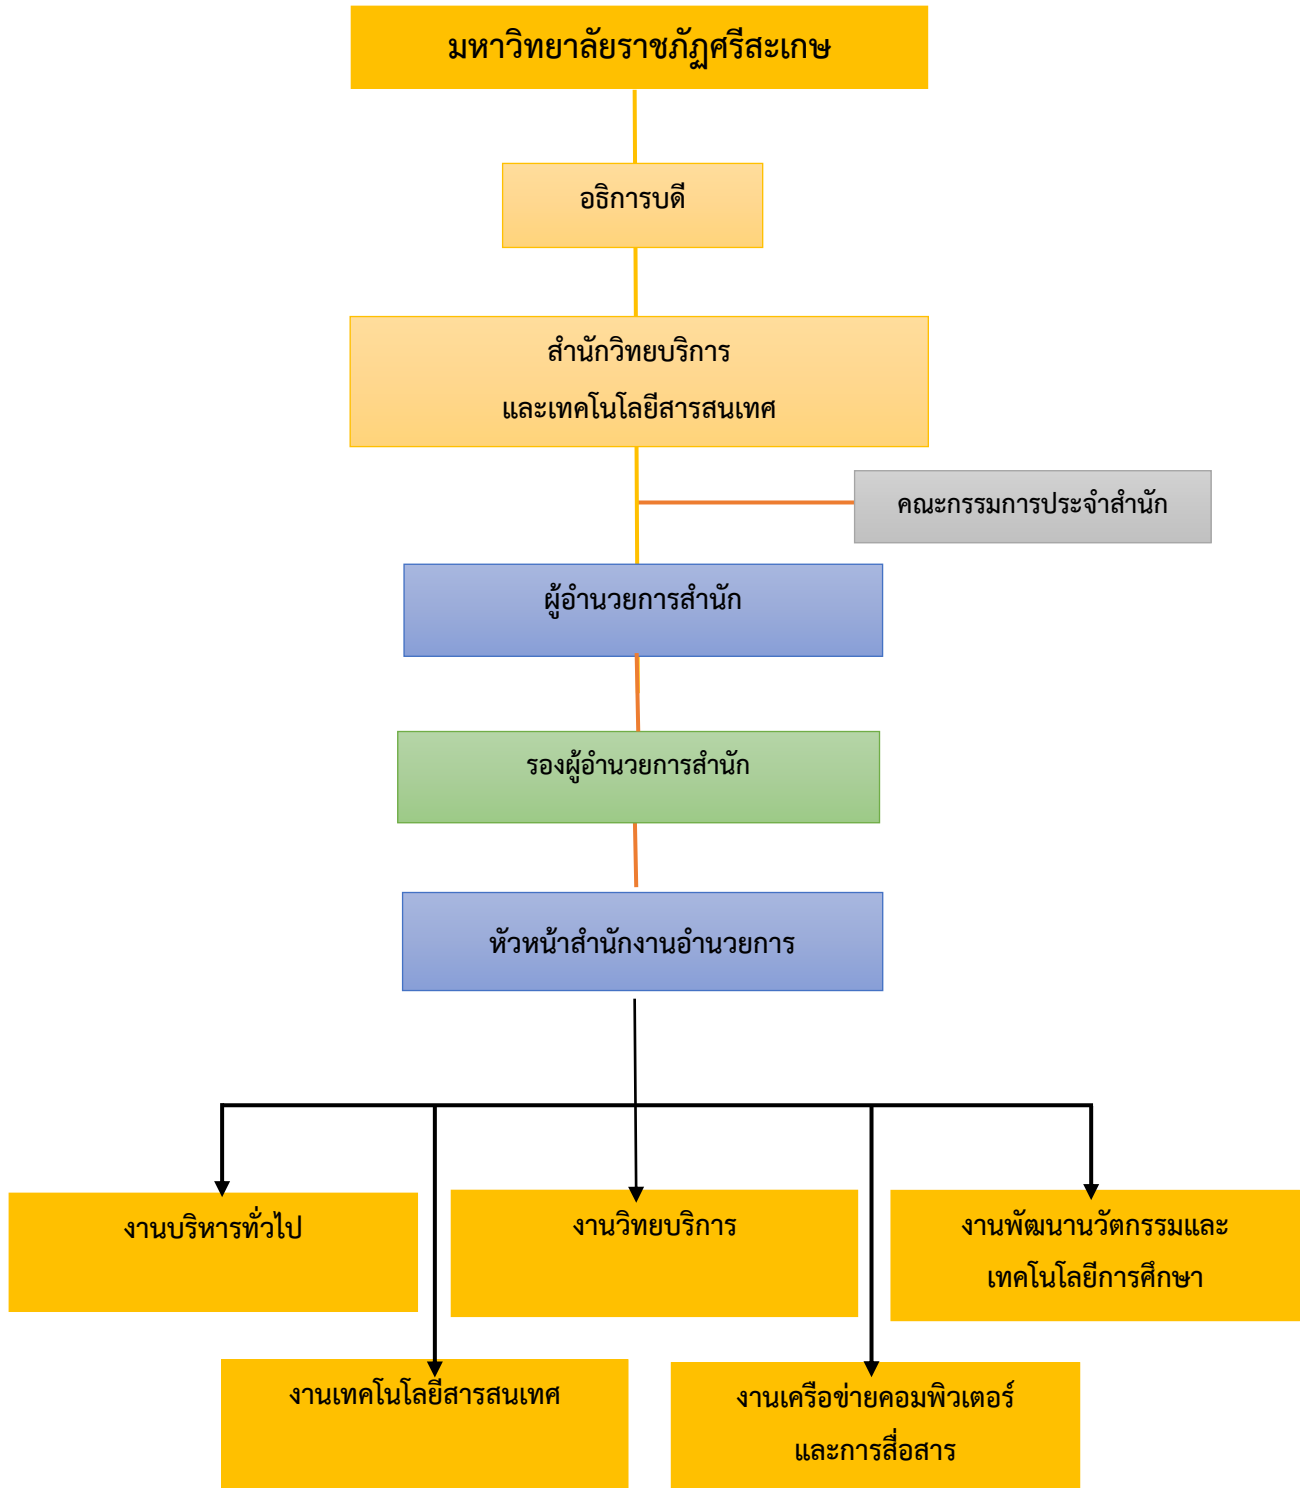 มหาวิทยาลัยราชภัฏศรีสะเกษ
อธิการบดี
สำนักวิทยบริการ
และเทคโนโลยีสารสนเทศ
คณะกรรมการประจำสำนัก
ผู้อำนวยการสำนัก
รองผู้อำนวยการสำนัก
หัวหน้าสำนักงานอำนวยการ
งานบริหารทั่วไป
งานวิทยบริการ
งานพัฒนานวัตกรรมและ
เทคโนโลยีการศึกษา
งานเทคโนโลยีสารสนเทศ
งานเครือข่ายคอมพิวเตอร์
และการสื่อสาร